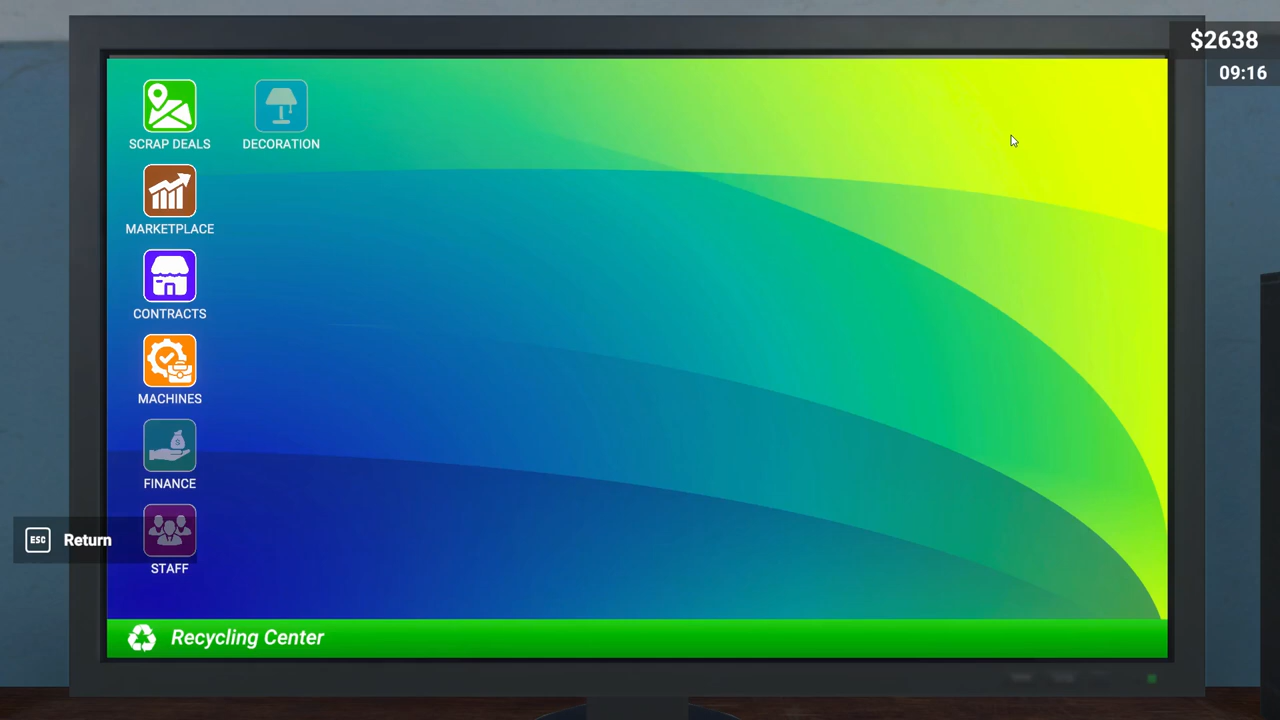 $2638
09:16
SCRAP DEALS
DECORATION
MARKETPLACE
CONTRACTS
MACHINES
FINANCE
ESC Return
STAFF
Recycling Center